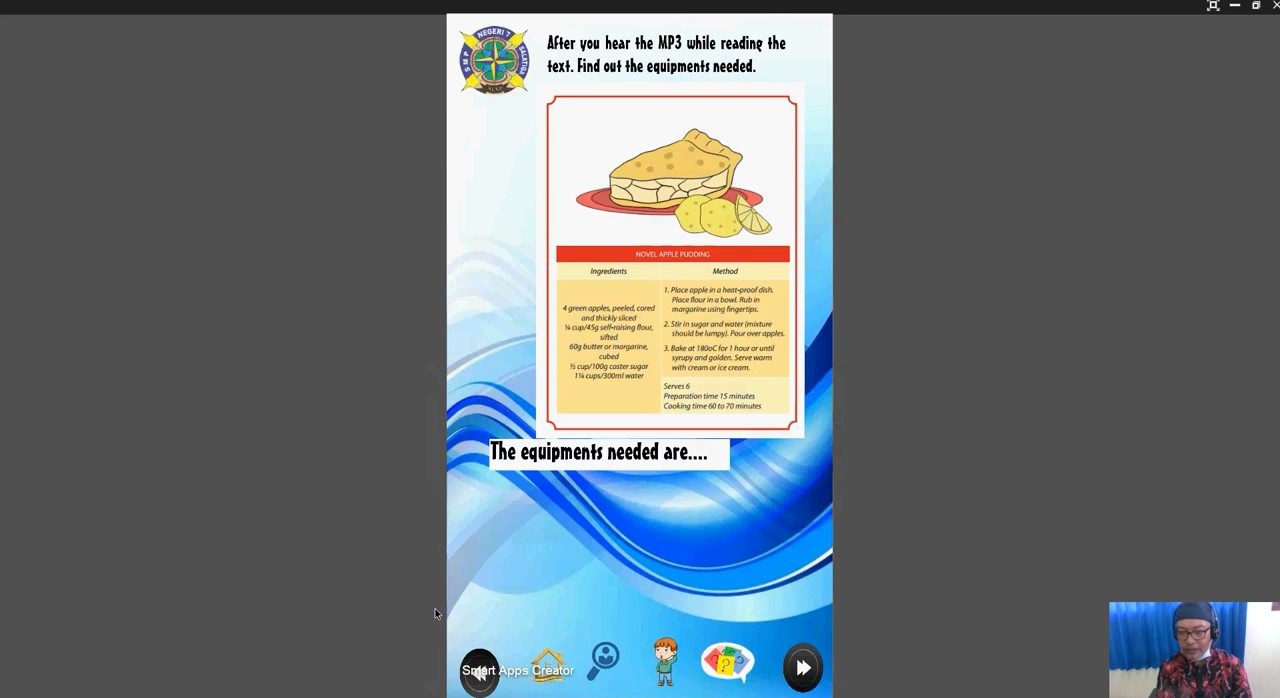 SMP NEGERI 7 SALATIGA
After you hear the MP3 while reading the
text. Find out the equipments needed.
NOVEL APPLE PUDDING
Ingredients
4 green apples, peeled, cored
and thickly sliced
¼ cup/45g self-raising flour,
sifted
60g butter or margarine,
cubed
½ cup/100g caster sugar
1¼ cups/300ml water
Method
1. Place apple in a heat-proof dish.
Place flour in a bowl. Rub in
margarine using fingertips.
2. Stir in sugar and water (mixture
should be lumpy). Pour over apples.
3. Bake at 180oC for 1 hour or until
syrupy and golden. Serve warm
with cream or ice cream.
Serves 6
Preparation time 15 minutes
Cooking time 60 to 70 minutes
The equipments needed are....
Smart Apps Creator
?